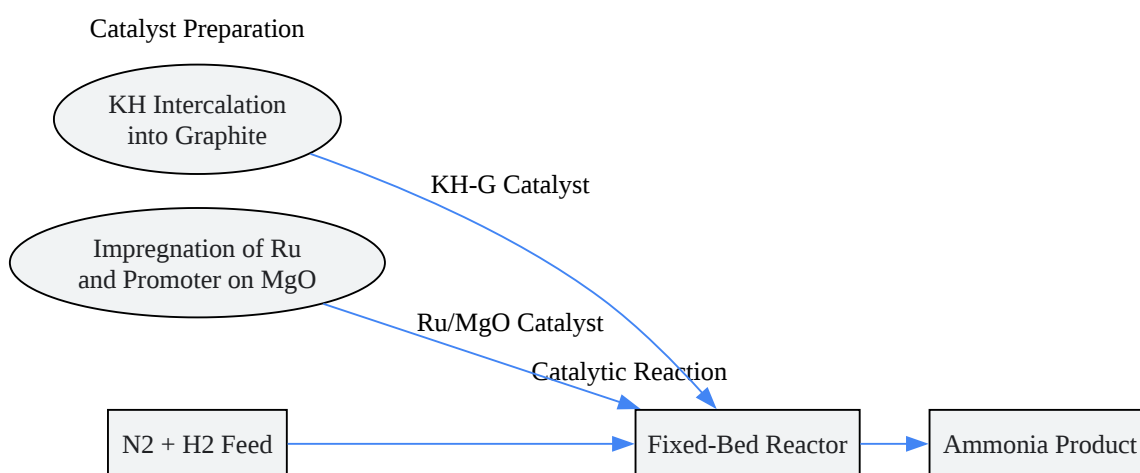 Catalyst Preparation
KH Intercalation
into Graphite
KH-G Catalyst
Impregnation of Ru
and Promoter on MgO
Ru/MgO Catalyst
Catalytic Reaction
N2 + H2 Feed
Fixed-Bed Reactor
Ammonia Product